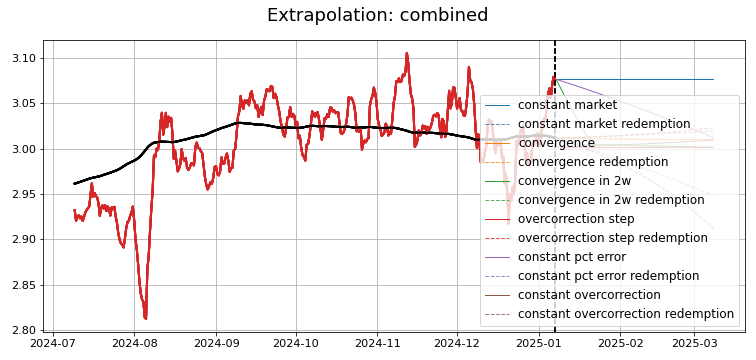 Extrapolation: combined
3.10
3.05
3.00
2.95
2.90
2.85
2.80
constant market
constant market redemption
convergence
convergence redemption
convergence in 2w
convergence in 2w redemption
overcorrection step
overcorrection step redemption
constant pct error
constant pct error redemption
constant overcorrection
constant overcorrection redemption
2024-07 2024-08 2024-09 2024-10 2024-11 2024-12 2025-01 2025-02 2025-03